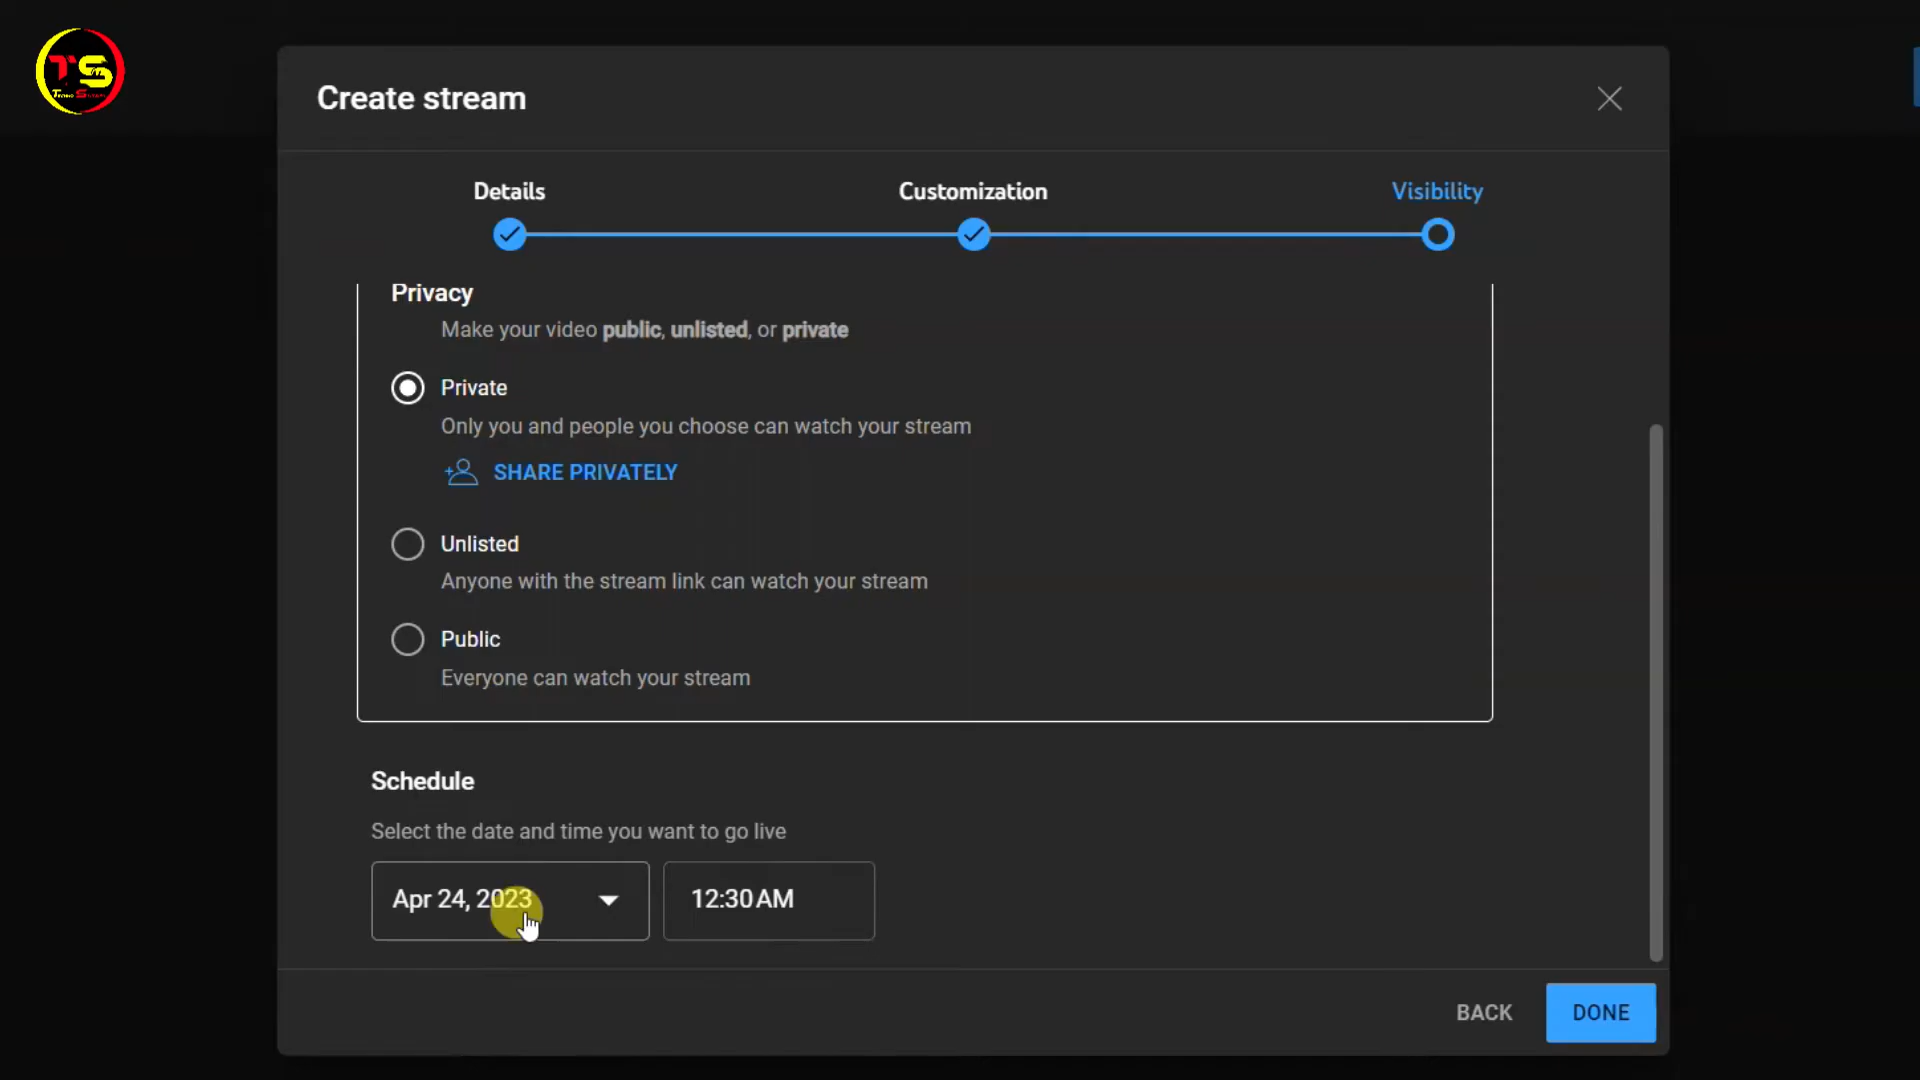 TS
Create stream
Details
Customization
Visibility
Privacy
Make your video public, unlisted, or private
Private
Only you and people you choose can watch your stream
SHARE PRIVATELY
Unlisted
Anyone with the stream link can watch your stream
Public
Everyone can watch your stream
Schedule
Select the date and time you want to go live
Apr 24, 2023
12:30 AM
BACK
DONE